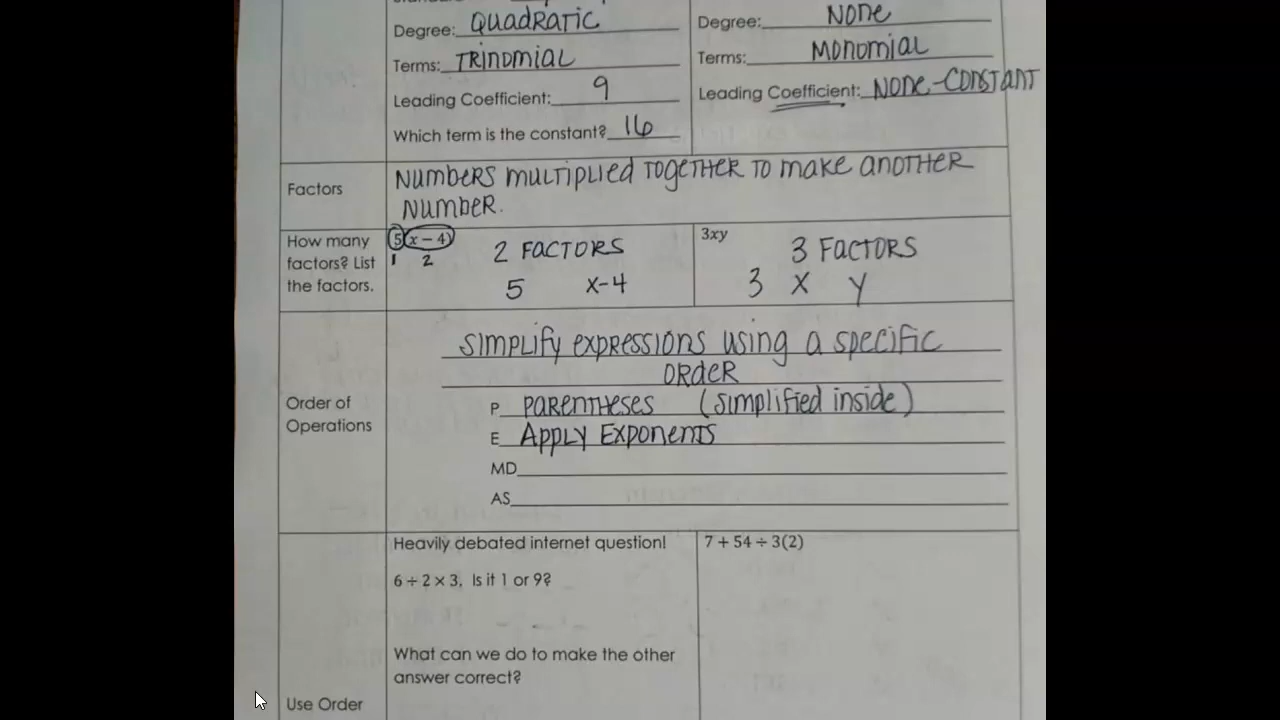 Degree: Quadratic
Terms: Trinomial
Leading Coefficient: 9
Which term is the constant? 16
Degree: None
Terms: Monomial
Leading Coefficient: None - Constant
Factors
Numbers multiplied together to make another
number.
How many
factors? List
the factors.
5(x – 4)
1 2
2 Factors
5 x-4
3xy
3 Factors
3 x y
Order of
Operations
Simplify expressions using a specific
order
P Parentheses (simplified inside)
E Apply Exponents
MD
AS
Use Order
Heavily debated internet question!
6 ÷ 2 × 3, Is it 1 or 9?
What can we do to make the other
answer correct?
7 + 54 ÷ 3(2)